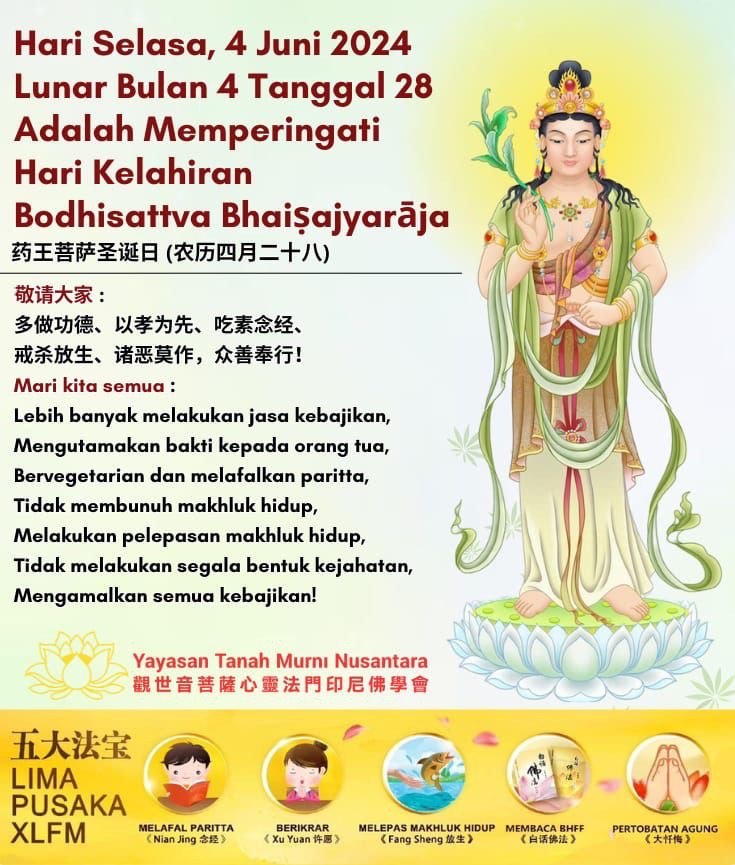 Hari Selasa, 4 Juni 2024
Lunar Bulan 4 Tanggal 28
Adalah Memperingati
Hari Kelahiran
Bodhisattva Bhaiṣajyarāja
药王菩萨圣诞日 (农历四月二十八)
敬请大家 :
多做功德、以孝为先、吃素念经、
戒杀放生、诸恶莫作，众善奉行!
Mari kita semua :
Lebih banyak melakukan jasa kebajikan,
Mengutamakan bakti kepada orang tua,
Bervegetarian dan melafalkan paritta,
Tidak membunuh makhluk hidup,
Melakukan pelepasan makhluk hidup,
Tidak melakukan segala bentuk kejahatan,
Mengamalkan semua kebajikan!
Yayasan Tanah Murnı Nusantara
觀世音菩薩心靈法門印尼佛學會
五大法宝
LIMA
PUSAKA
XLFM
MELAFAL PARITTA
《 Nian Jing 念经 》
BERIKRAR
《 Xu Yuan 许愿 》
MELEPAS MAKHLUK HIDUP
《 Fang Sheng 放生 》
白话
佛法
佛法
MEMBACA BHFF
《 白话佛法 》
PERTOBATAN AGUNG
《 大忏悔 》